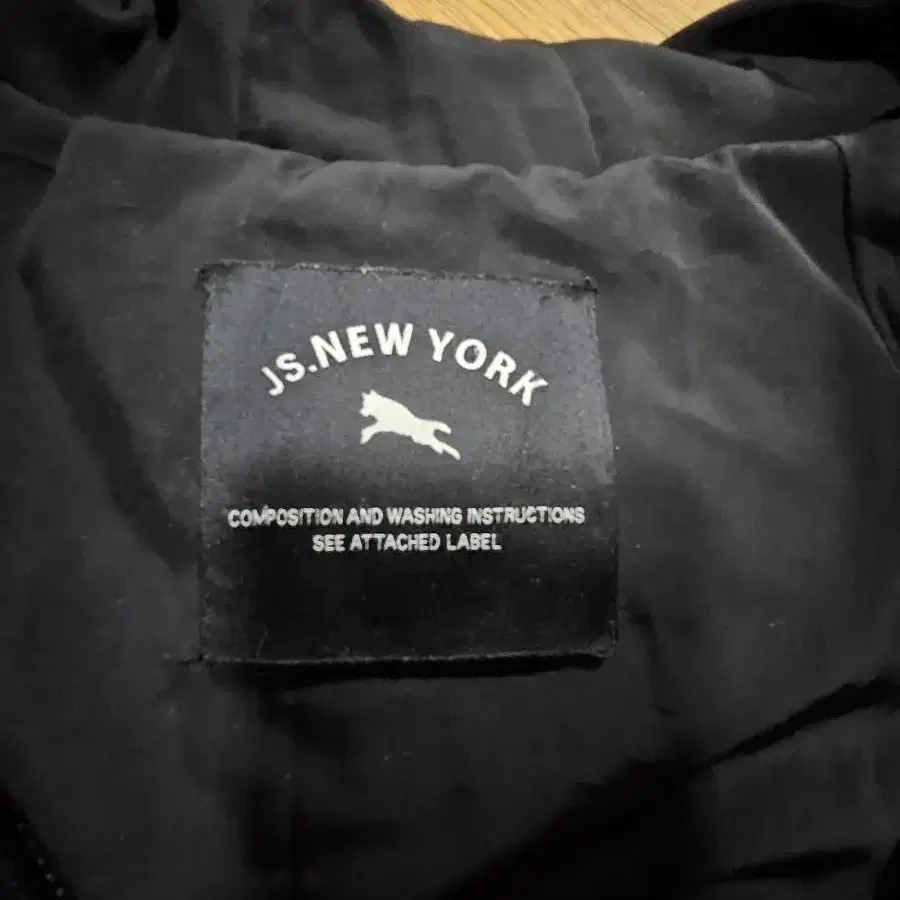 JS.NEW YORK
COMPOSITION AND WASHING INSTRUCTIONS
SEE ATTACHED LABEL